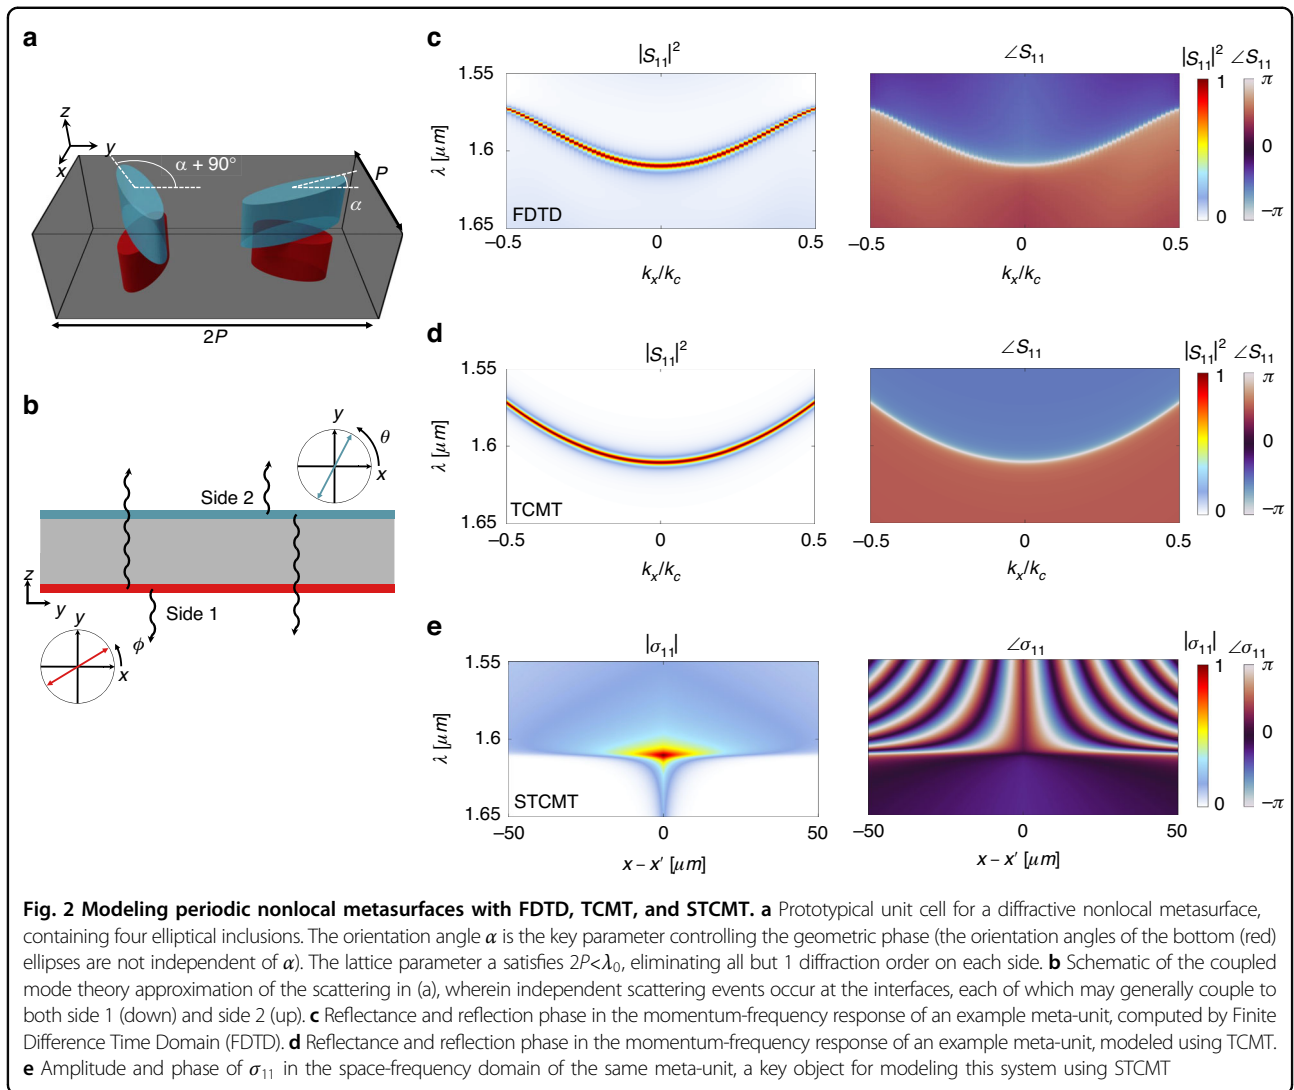 a
z
y
x
α + 90°
P
α
2P
b
y
θ
x
Side 2
z
y
Side 1
y
ϕ
x
c
|S₁₁|²
∠S₁₁
|S₁₁|² ∠S₁₁
1.55
1.6
1.65
λ [μm]
FDTD
−0.5
0
0.5
kₓ/k_c
−0.5
0
0.5
kₓ/k_c
1
0
π
0
−π
d
|S₁₁|²
∠S₁₁
|S₁₁|² ∠S₁₁
1.55
1.6
1.65
λ [μm]
TCMT
−0.5
0
0.5
kₓ/k_c
−0.5
0
0.5
kₓ/k_c
1
0
π
0
−π
e
|σ₁₁|
∠σ₁₁
|σ₁₁| ∠σ₁₁
1.55
1.6
1.65
λ [μm]
STCMT
−50
0
50
x − x′ [μm]
−50
0
50
x − x′ [μm]
1
0
π
0
−π
Fig. 2 Modeling periodic nonlocal metasurfaces with FDTD, TCMT, and STCMT. a Prototypical unit cell for a diffractive nonlocal metasurface,
containing four elliptical inclusions. The orientation angle α is the key parameter controlling the geometric phase (the orientation angles of the bottom (red)
ellipses are not independent of α). The lattice parameter a satisfies 2P<λ₀, eliminating all but 1 diffraction order on each side. b Schematic of the coupled
mode theory approximation of the scattering in (a), wherein independent scattering events occur at the interfaces, each of which may generally couple to
both side 1 (down) and side 2 (up). c Reflectance and reflection phase in the momentum-frequency response of an example meta-unit, computed by Finite
Difference Time Domain (FDTD). d Reflectance and reflection phase in the momentum-frequency response of an example meta-unit, modeled using TCMT.
e Amplitude and phase of σ₁₁ in the space-frequency domain of the same meta-unit, a key object for modeling this system using STCMT